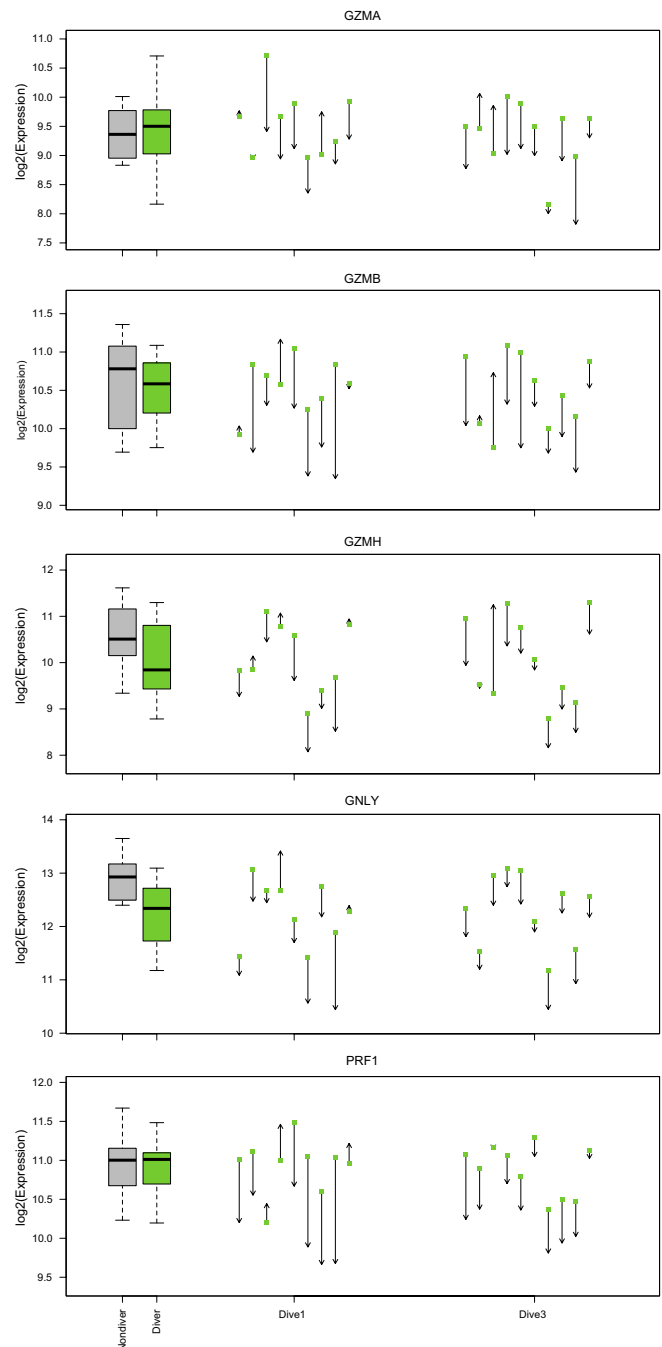 GZMA
log2(Expression)
11.0
10.5
10.0
9.5
9.0
8.5
8.0
7.5
GZMB
log2(Expression)
11.5
11.0
10.5
10.0
9.5
9.0
GZMH
log2(Expression)
12
11
10
9
8
GNLY
log2(Expression)
14
13
12
11
10
PRF1
log2(Expression)
12.0
11.5
11.0
10.5
10.0
9.5
Nondiver
Diver
Dive1
Dive3